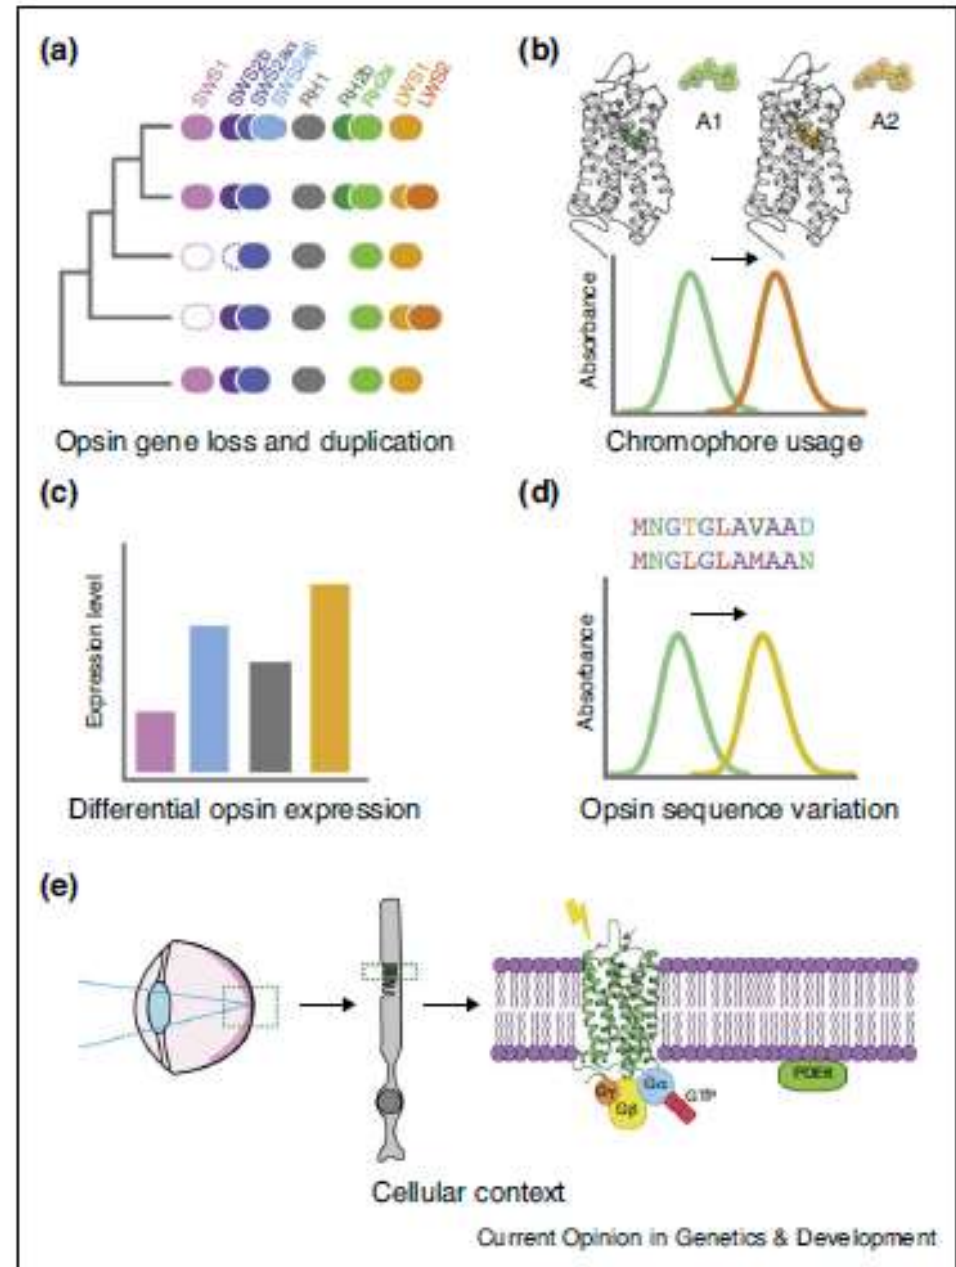 (a)
SWS1 SWS2b SWS2aα SWS2aβ RH1 RH2b RH2a LWS1 LWS2
Opsin gene loss and duplication
(b)
A1
A2
Absorbance
Chromophore usage
(c)
Expression level
Differential opsin expression
(d)
MNGTGLAVAAD
MNGLGLAMAAN
Absorbance
Opsin sequence variation
(e)
Gγ
Gβ
Gα
GTP
PDE6
Cellular context
Current Opinion in Genetics & Development